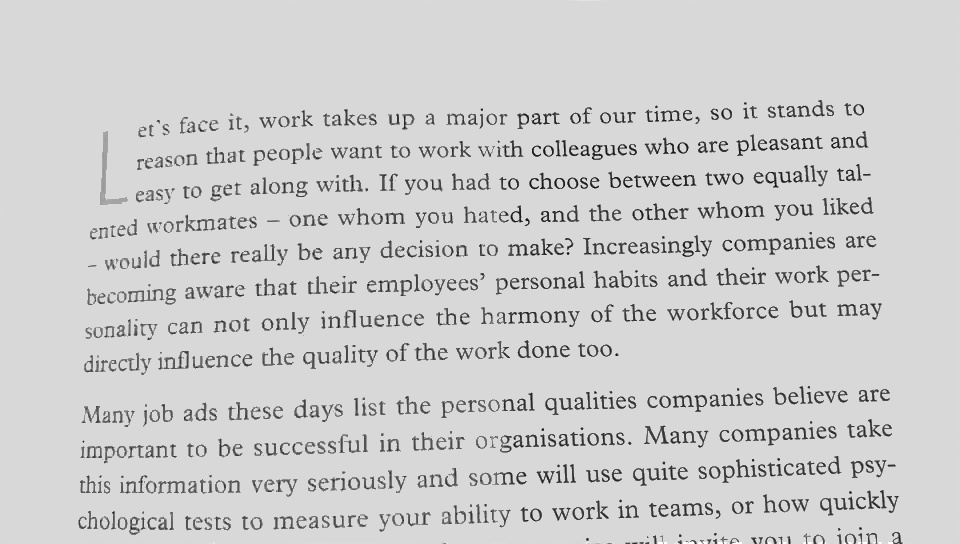 Let's face it, work takes up a major part of our time, so it stands to
reason that people want to work with colleagues who are pleasant and
easy to get along with. If you had to choose between two equally tal-
ented workmates – one whom you hated, and the other whom you liked
– would there really be any decision to make? Increasingly companies are
becoming aware that their employees' personal habits and their work per-
sonality can not only influence the harmony of the workforce but may
directly influence the quality of the work done too.
Many job ads these days list the personal qualities companies believe are
important to be successful in their organisations. Many companies take
this information very seriously and some will use quite sophisticated psy-
chological tests to measure your ability to work in teams, or how quickly
will invite you to join a